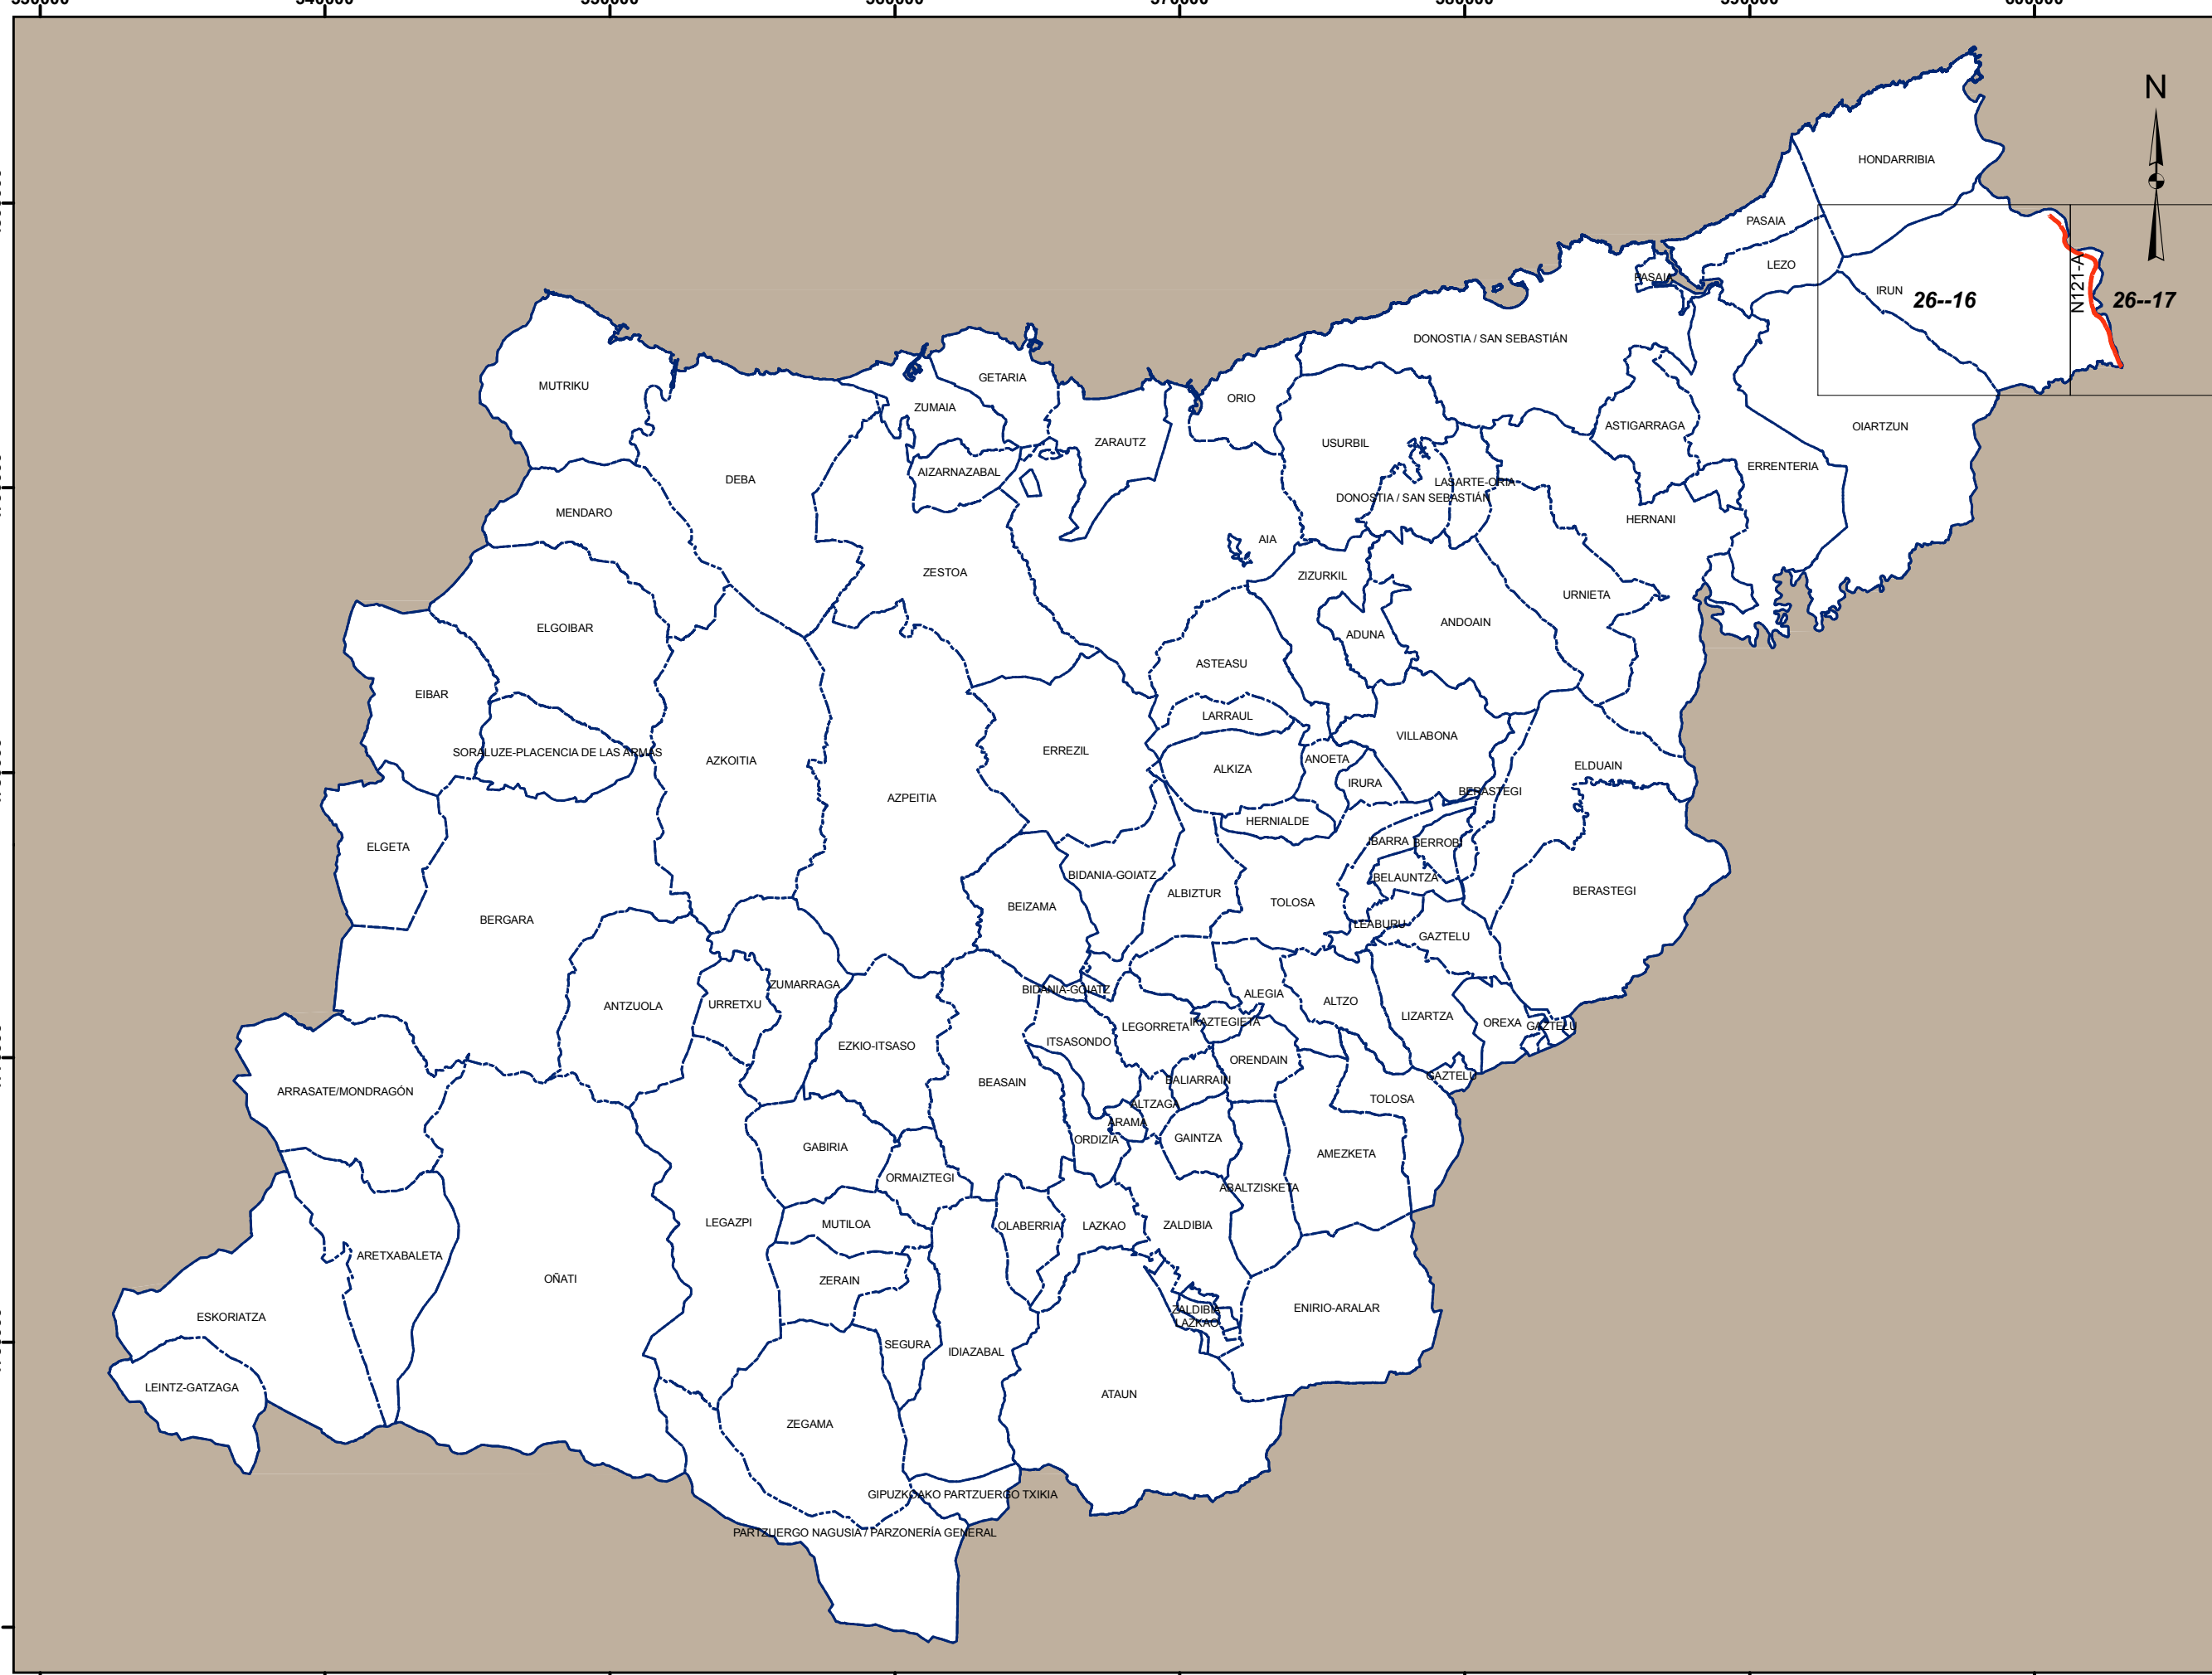 N
HONDARRIBIA
PASAIA
LEZO
PASAIA
IRUN
26--16
N121-A
26--17
DONOSTIA / SAN SEBASTIÁN
MUTRIKU
GETARIA
ZUMAIA
ORIO
ZARAUTZ
USURBIL
ASTIGARRAGA
OIARTZUN
AIZARNAZABAL
DEBA
ERRENTERIA
LASARTE-ORIA
DONOSTIA / SAN SEBASTIÁN
MENDARO
HERNANI
AIA
ZESTOA
ZIZURKIL
URNIETA
ELGOIBAR
ADUNA
ANDOAIN
ASTEASU
EIBAR
LARRAUL
VILLABONA
SORALUZE-PLACENCIA DE LAS ARMAS
ERREZIL
AZKOITIA
ANOETA
ALKIZA
ELDUAIN
IRURA
BERASTEGI
AZPEITIA
HERNIALDE
IBARRA
BERROBI
ELGETA
BIDANIA-GOIATZ
BELAUNTZA
ALBIZTUR
BERASTEGI
TOLOSA
BEIZAMA
BERGARA
LEABURU
GAZTELU
ZUMARRAGA
BIDANIA-GOIATZ
ALEGIA
ANTZUOLA
URRETXU
ALTZO
LIZARTZA
IKAZTEGIETA
OREXA
GAZTELU
LEGORRETA
ITSASONDO
EZKIO-ITSASO
ORENDAIN
GAZTELU
BEASAIN
BALIARRAIN
ARRASATE/MONDRAGÓN
TOLOSA
ALTZAGA
ARAMA
ORDIZIA
GAINTZA
GABIRIA
AMEZKETA
ORMAIZTEGI
ABALTZISKETA
LEGAZPI
MUTILOA
OLABERRIA
LAZKAO
ZALDIBIA
ARETXABALETA
OÑATI
ZERAIN
ENIRIO-ARALAR
ZALDIBIA
ESKORIATZA
LAZKAO
SEGURA
IDIAZABAL
LEINTZ-GATZAGA
ATAUN
ZEGAMA
GIPUZKOAKO PARTZUERGO TXIKIA
PARTZUERGO NAGUSIA / PARZONERÍA GENERAL